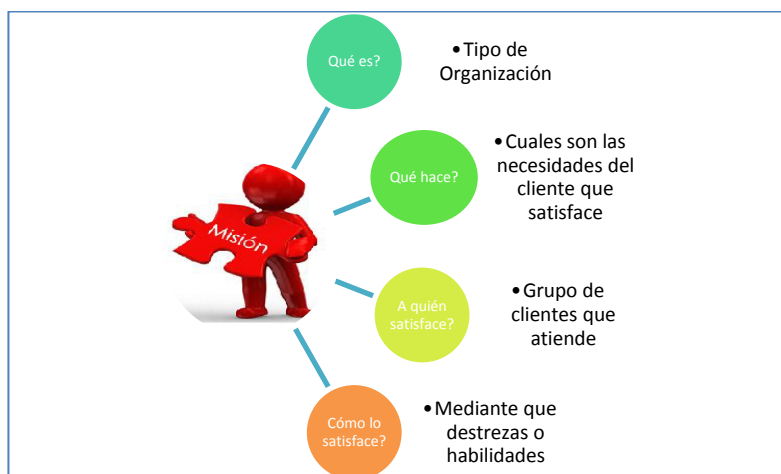 Qué es?
•Tipo de
Organización
Qué hace?
•Cuales son las
necesidades del
cliente que
satisface
Misión
A quién
satisface?
•Grupo de
clientes que
atiende
Cómo lo
satisface?
•Mediante que
destrezas o
habilidades